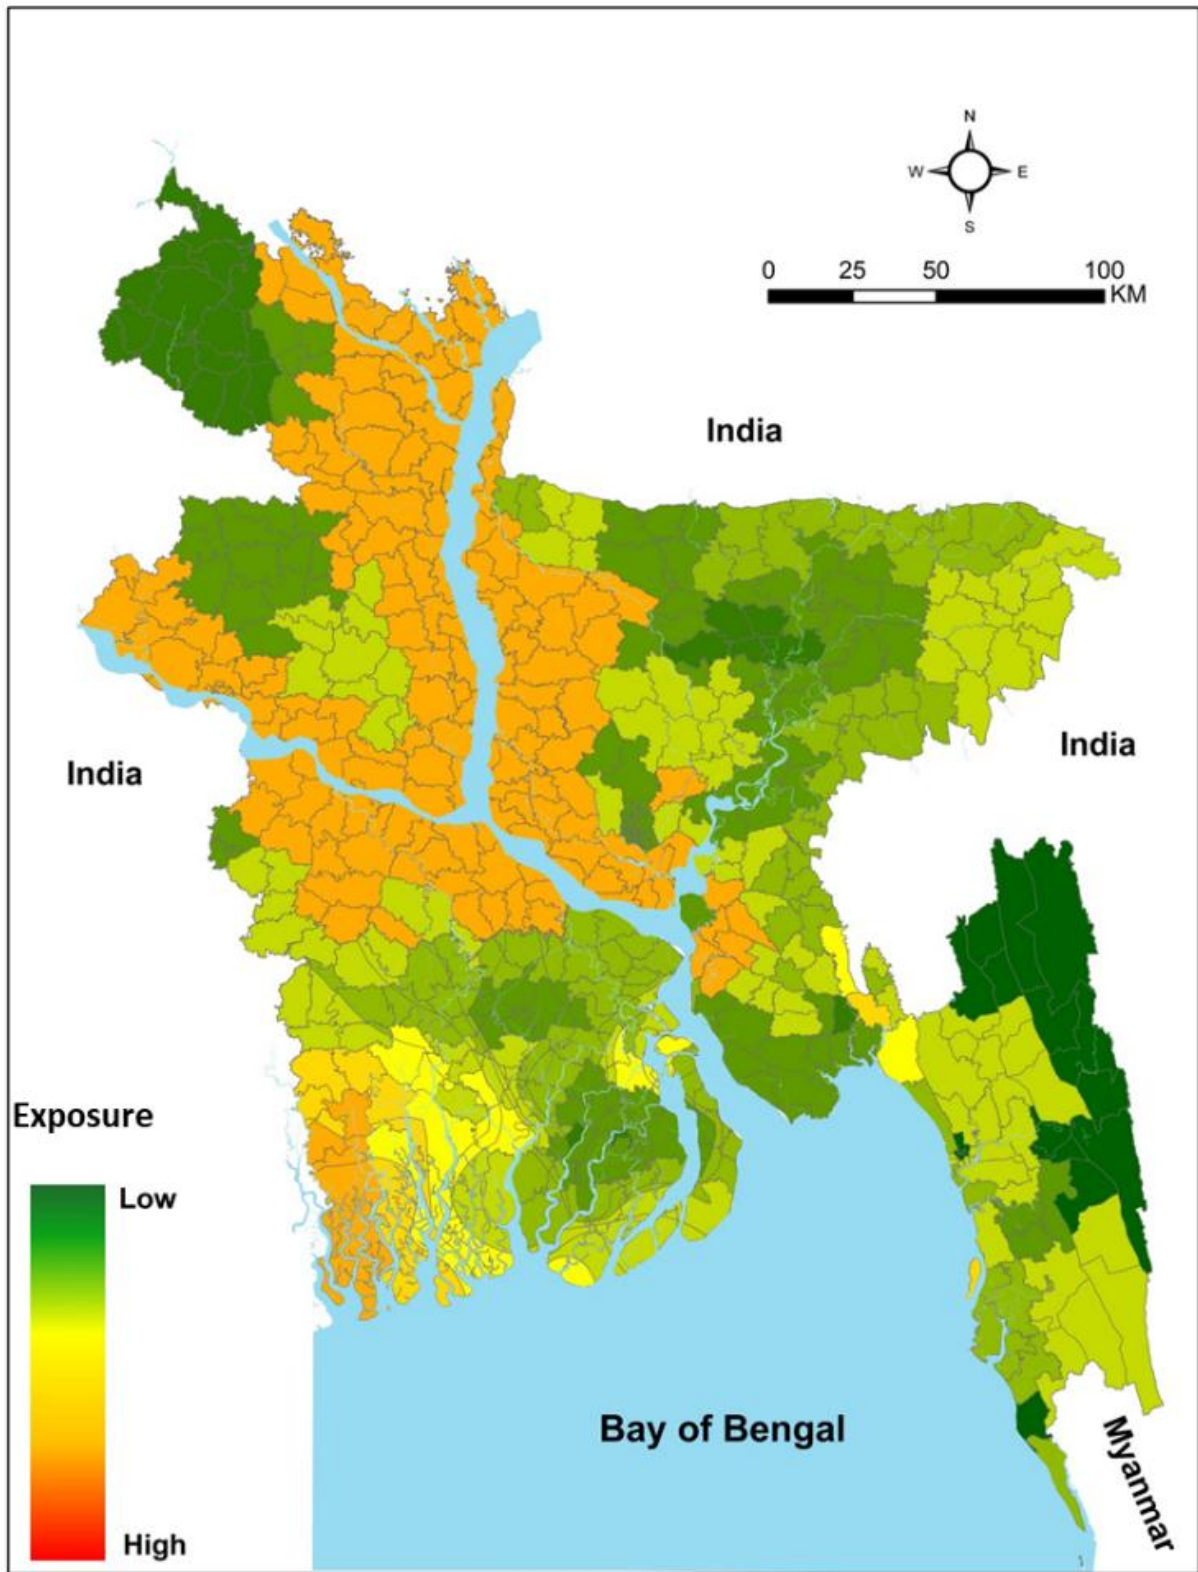 N
W E
S
0 25 50 100
KM
India
India
India
Exposure
Low
High
Bay of Bengal
Myanmar